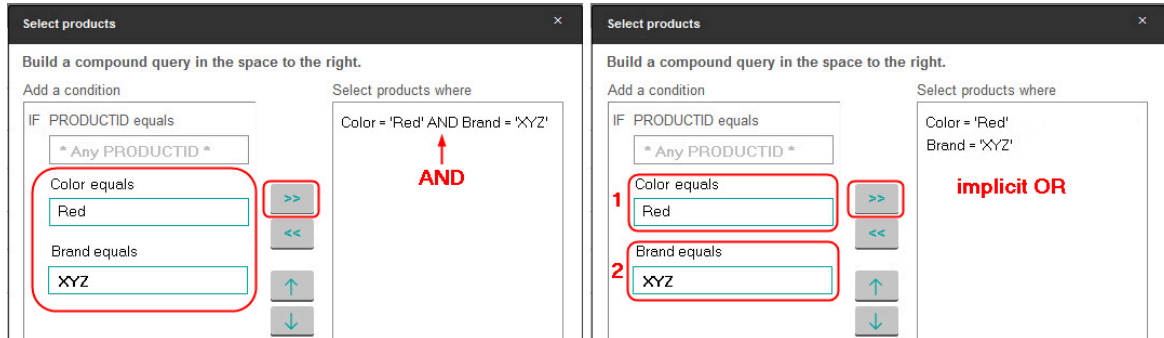 Select products ×
Build a compound query in the space to the right.
Add a condition
Select products where
IF PRODUCTID equals
* Any PRODUCTID *
Color equals
Red
Brand equals
XYZ
>>
<<
↑
↓
Color = 'Red' AND Brand = 'XYZ'
AND
Select products ×
Build a compound query in the space to the right.
Add a condition
Select products where
IF PRODUCTID equals
* Any PRODUCTID *
1
Color equals
Red
2
Brand equals
XYZ
>>
<<
↑
↓
Color = 'Red'
Brand = 'XYZ'
implicit OR